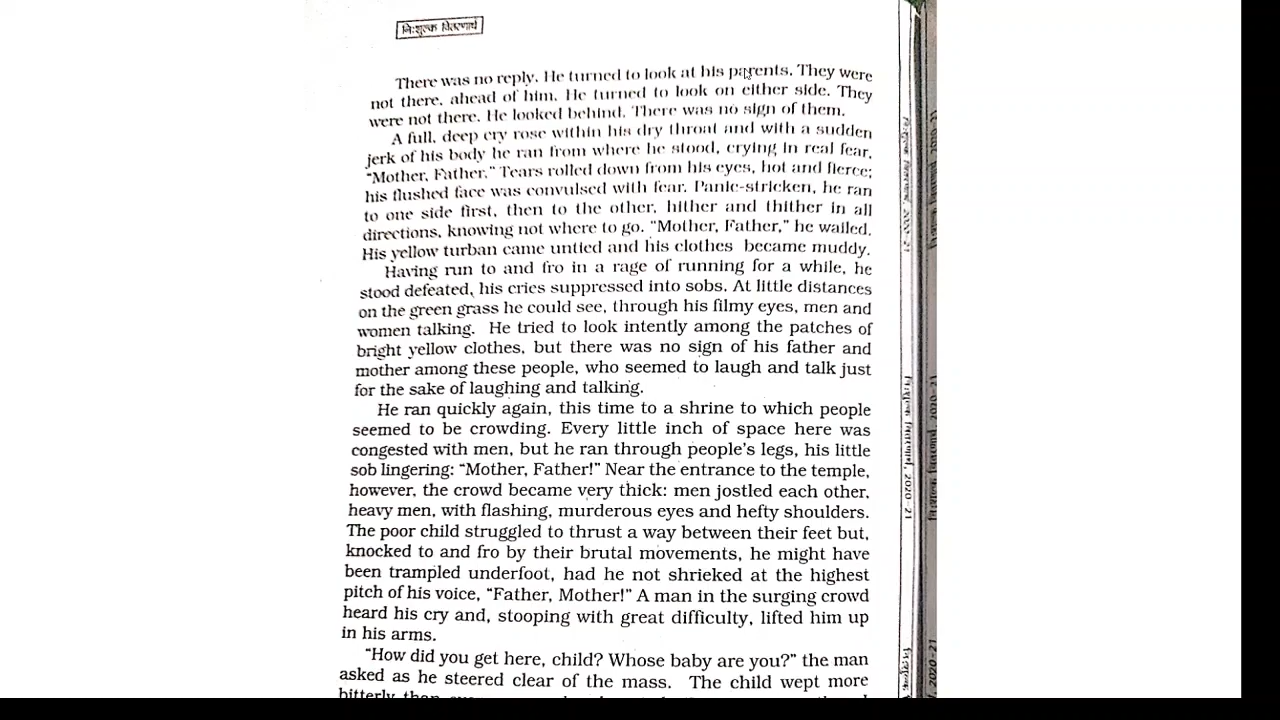 निःशुल्क वितरणार्थ
There was no reply. He turned to look at his parents. They were
not there, ahead of him. He turned to look on either side. They
were not there. He looked behind. There was no sign of them.
A full, deep cry rose within his dry throat and with a sudden
jerk of his body he ran from where he stood, crying in real fear,
“Mother, Father.” Tears rolled down from his eyes, hot and fierce;
his flushed face was convulsed with fear. Panic-stricken, he ran
to one side first, then to the other, hither and thither in all
directions, knowing not where to go. “Mother, Father,” he wailed.
His yellow turban came untied and his clothes became muddy.
Having run to and fro in a rage of running for a while, he
stood defeated, his cries suppressed into sobs. At little distances
on the green grass he could see, through his filmy eyes, men and
women talking. He tried to look intently among the patches of
bright yellow clothes, but there was no sign of his father and
mother among these people, who seemed to laugh and talk just
for the sake of laughing and talking.
He ran quickly again, this time to a shrine to which people
seemed to be crowding. Every little inch of space here was
congested with men, but he ran through people’s legs, his little
sob lingering: “Mother, Father!” Near the entrance to the temple,
however, the crowd became very thick: men jostled each other,
heavy men, with flashing, murderous eyes and hefty shoulders.
The poor child struggled to thrust a way between their feet but,
knocked to and fro by their brutal movements, he might have
been trampled underfoot, had he not shrieked at the highest
pitch of his voice, “Father, Mother!” A man in the surging crowd
heard his cry and, stooping with great difficulty, lifted him up
in his arms.
“How did you get here, child? Whose baby are you?” the man
asked as he steered clear of the mass. The child wept more
bitterly than
2020-21
2020-21